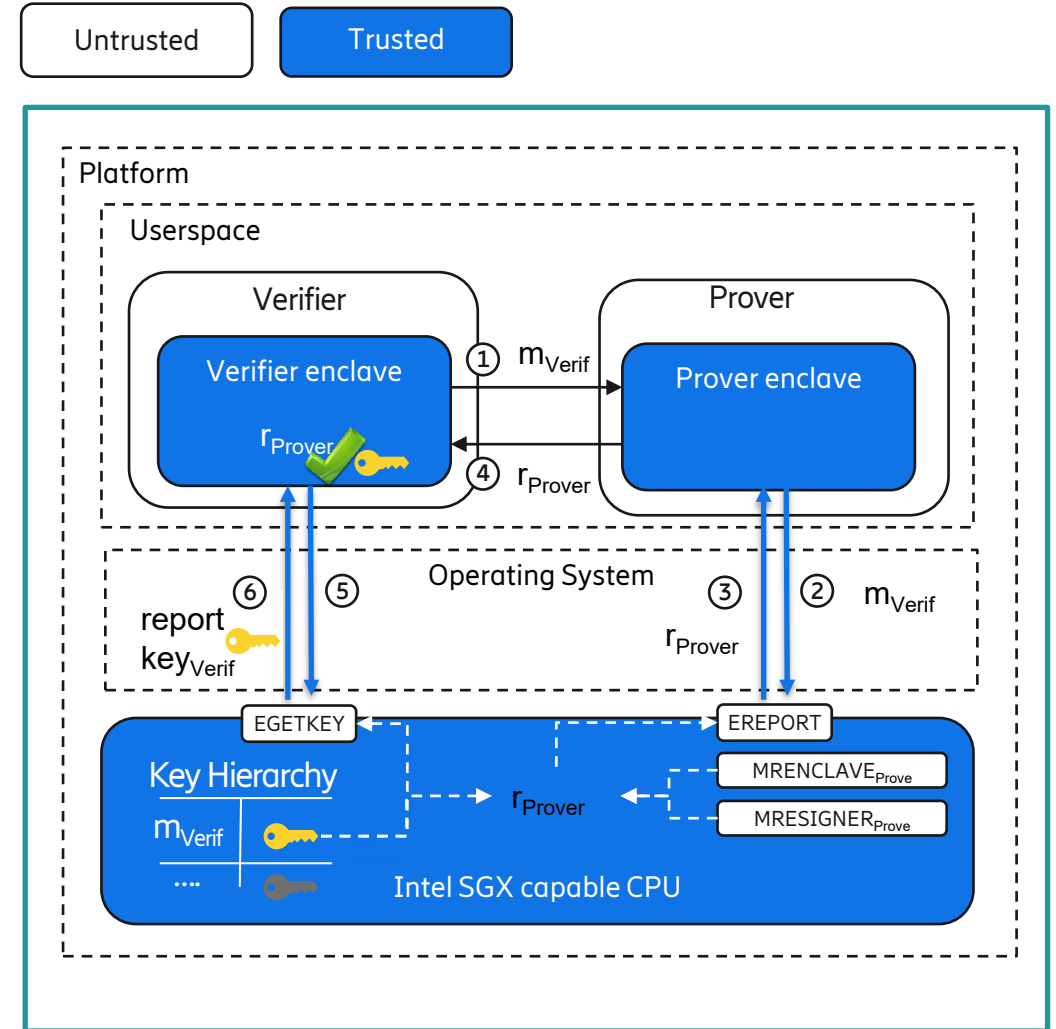 Untrusted
Trusted
Platform
Userspace
Verifier
Prover
Verifier enclave
Prover enclave
1 mVerif
rProver
4 rProver
Operating System
6 5
3 2 mVerif
report
keyVerif
rProver
EGETKEY
EREPORT
Key Hierarchy
MRENCLAVEProve
rProver
MRESIGNERProve
mVerif
....
Intel SGX capable CPU